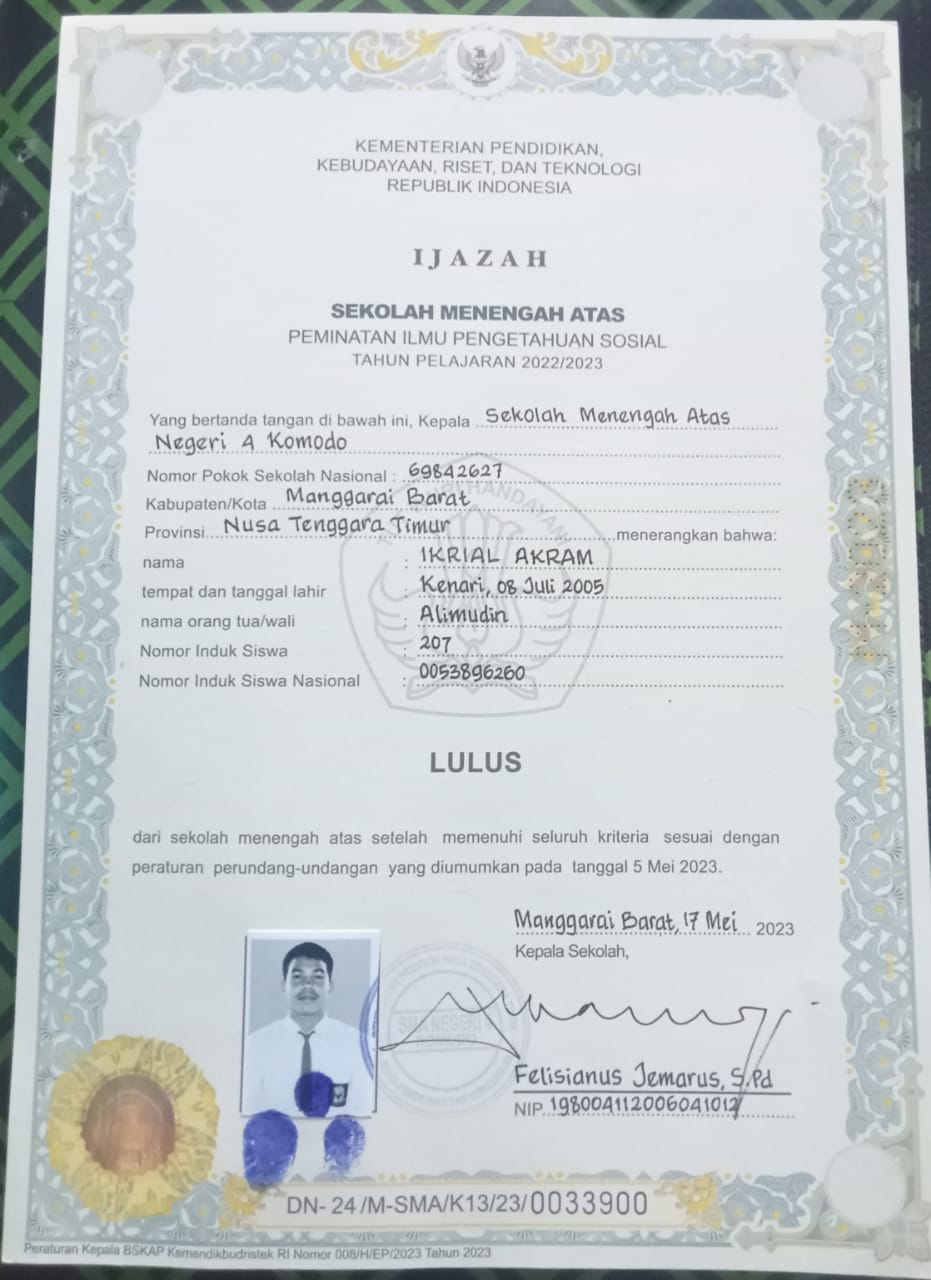 KEMENTERIAN PENDIDIKAN,
KEBUDAYAAN, RISET, DAN TEKNOLOGI
REPUBLIK INDONESIA
IJAZAH
SEKOLAH MENENGAH ATAS
PEMINATAN ILMU PENGETAHUAN SOSIAL
TAHUN PELAJARAN 2022/2023
Yang bertanda tangan di bawah ini, Kepala Sekolah Menengah Atas
Negeri 4 Komodo
Nomor Pokok Sekolah Nasional : 69842627
Kabupaten/Kota Manggarai Barat
Provinsi Nusa Tenggara Timur menerangkan bahwa:
nama : IKRIAL AKRAM
tempat dan tanggal lahir : Kenari, 08 Juli 2005
nama orang tua/wali : Alimudin
Nomor Induk Siswa : 207
Nomor Induk Siswa Nasional : 0053896260
LULUS
dari sekolah menengah atas setelah memenuhi seluruh kriteria sesuai dengan
peraturan perundang-undangan yang diumumkan pada tanggal 5 Mei 2023.
Manggarai Barat, 17 Mei 2023
Kepala Sekolah,
SMA NEGERI
Felisianus Jemarus, S.Pd
NIP 198004112006041012
DN- 24 /M-SMA/K13/23/0033900
Peraturan Kepala BSKAP Kemendikbudristek RI Nomor 008/H/EP/2023 Tahun 2023